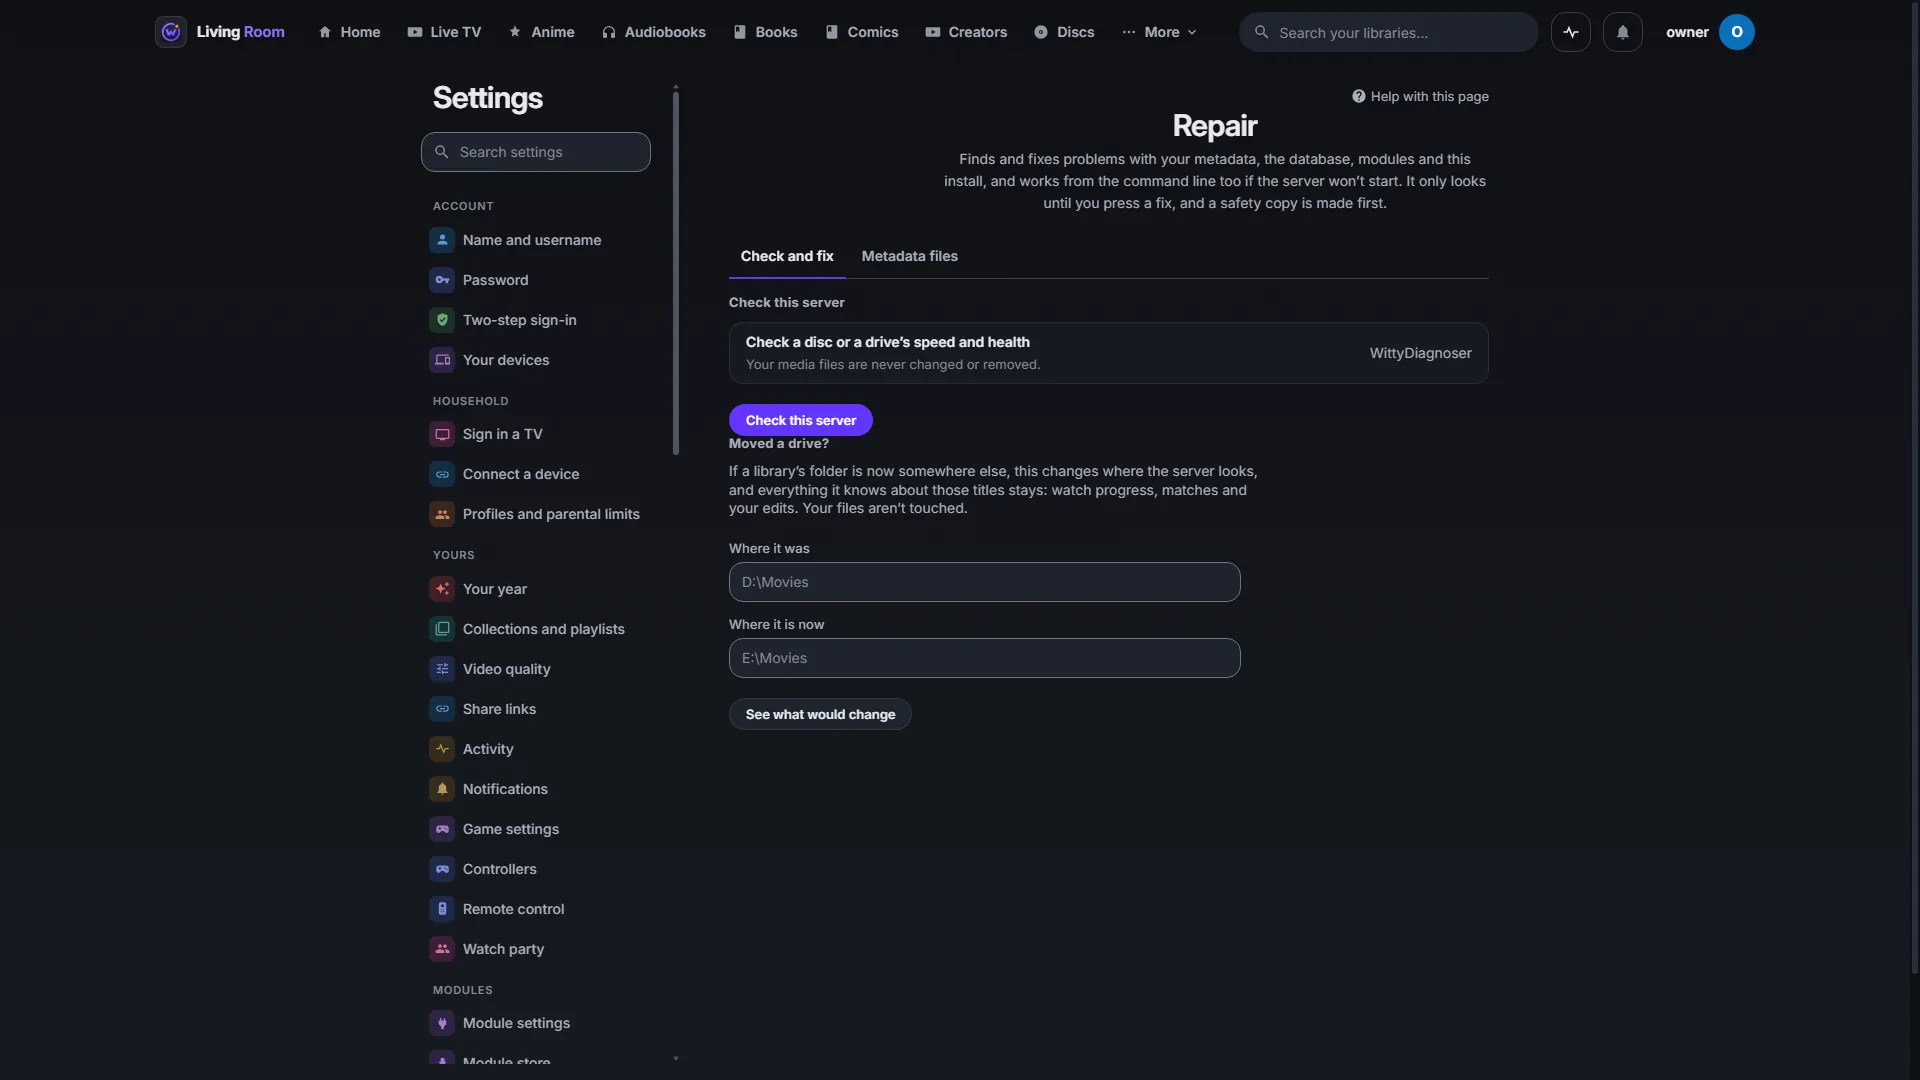 Living Room
Home
Live TV
Anime
Audiobooks
Books
Comics
Creators
Discs
More
Search your libraries...
owner
O
Settings
Search settings
ACCOUNT
Name and username
Password
Two-step sign-in
Your devices
HOUSEHOLD
Sign in a TV
Connect a device
Profiles and parental limits
YOURS
Your year
Collections and playlists
Video quality
Share links
Activity
Notifications
Game settings
Controllers
Remote control
Watch party
MODULES
Module settings
Module store
Help with this page
Repair
Finds and fixes problems with your metadata, the database, modules and this
install, and works from the command line too if the server won’t start. It only looks
until you press a fix, and a safety copy is made first.
Check and fix
Metadata files
Check this server
Check a disc or a drive’s speed and health
Your media files are never changed or removed.
WittyDiagnoser
Check this server
Moved a drive?
If a library’s folder is now somewhere else, this changes where the server looks,
and everything it knows about those titles stays: watch progress, matches and
your edits. Your files aren’t touched.
Where it was
D:\Movies
Where it is now
E:\Movies
See what would change